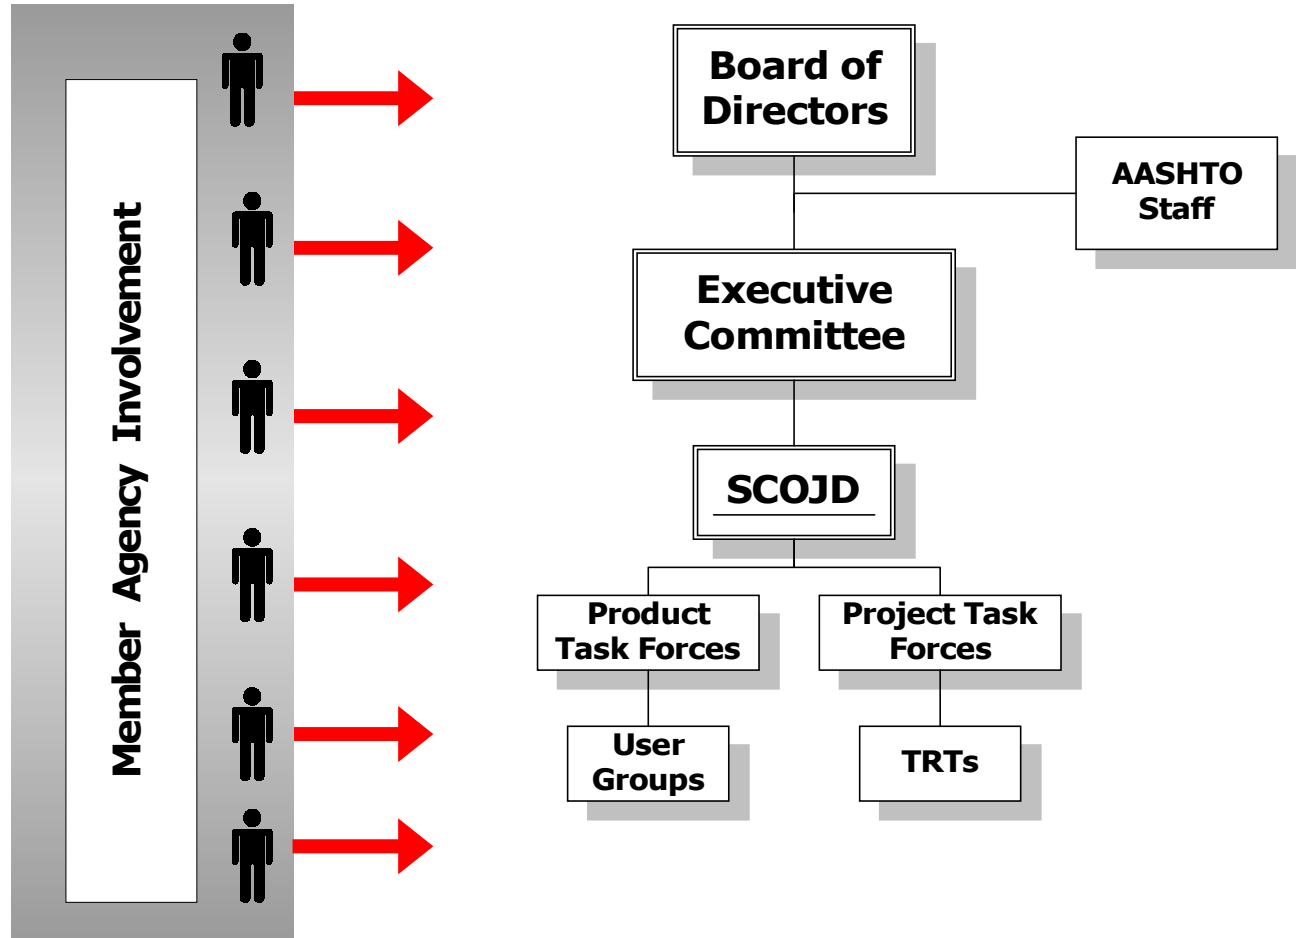 Member Agency Involvement
Board of
Directors
AASHTO
Staff
Executive
Committee
SCOJD
Product
Task Forces
Project Task
Forces
User
Groups
TRTs